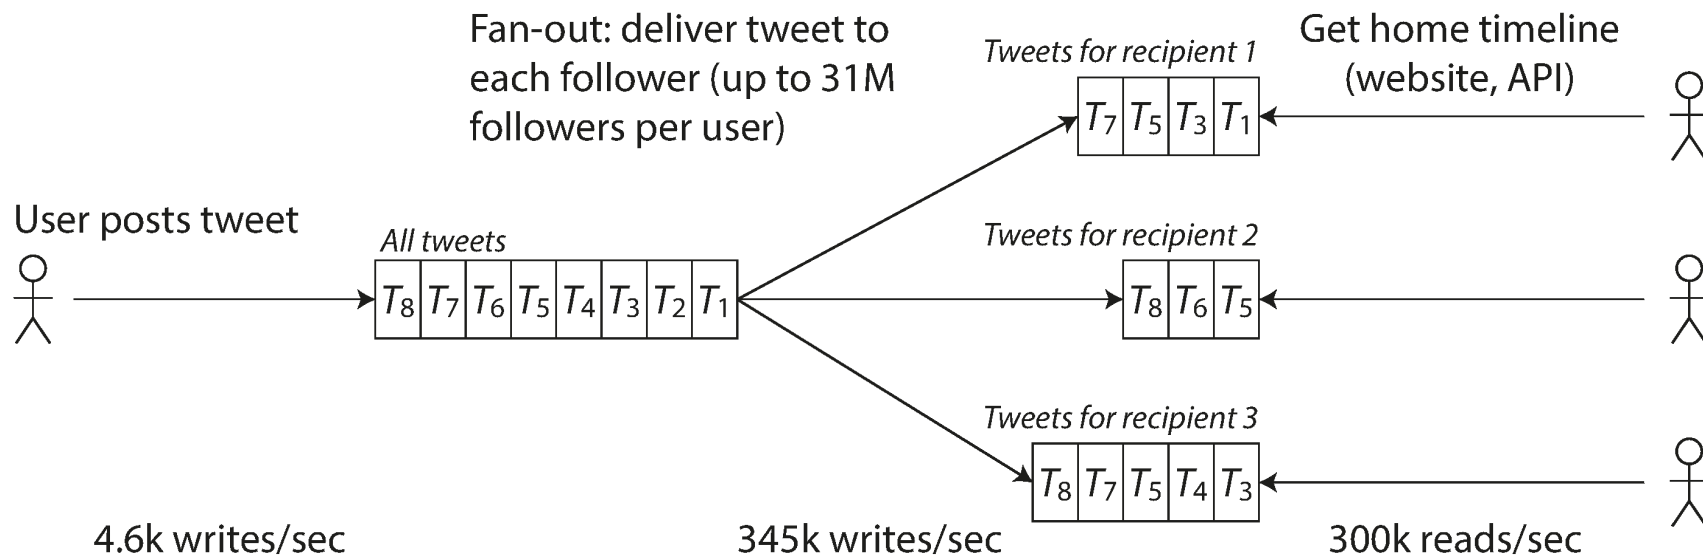 Fan-out: deliver tweet to
each follower (up to 31M
followers per user)
Tweets for recipient 1
T7 T5 T3 T1
Get home timeline
(website, API)
User posts tweet
All tweets
T8 T7 T6 T5 T4 T3 T2 T1
Tweets for recipient 2
T8 T6 T5
Tweets for recipient 3
T8 T7 T5 T4 T3
4.6k writes/sec
345k writes/sec
300k reads/sec